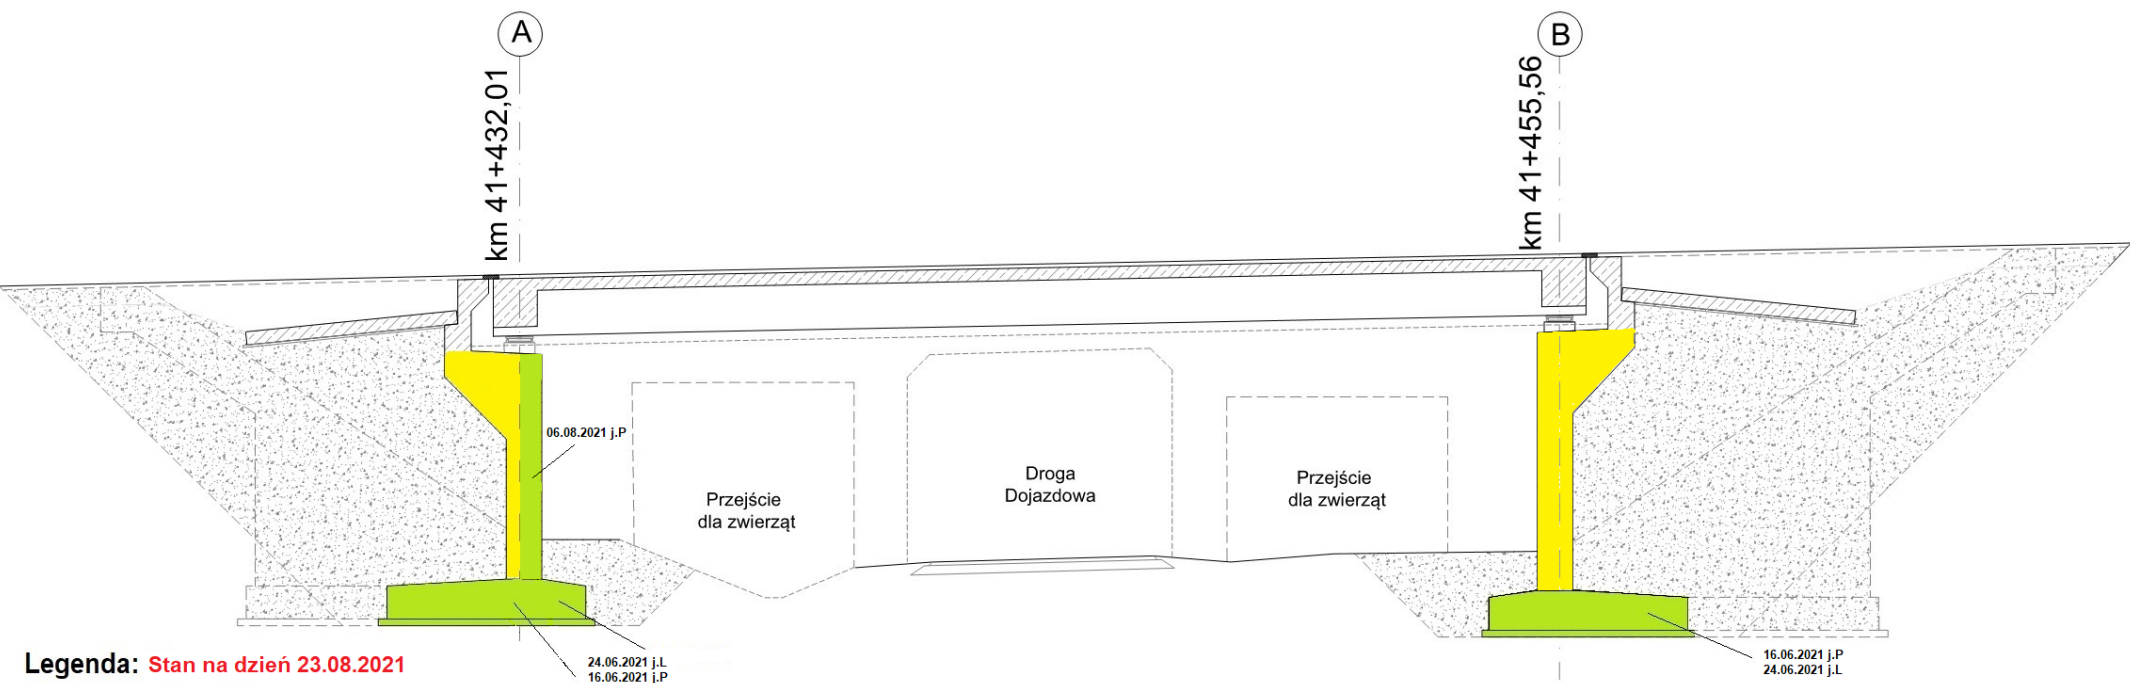 A
B
km 41+432,01
km 41+455,56
06.08.2021 j.P
Przejście
dla zwierząt
Droga
Dojazdowa
Przejście
dla zwierząt
24.06.2021 j.L
16.06.2021 j.P
16.06.2021 j.P
24.06.2021 j.L
Legenda: Stan na dzień 23.08.2021